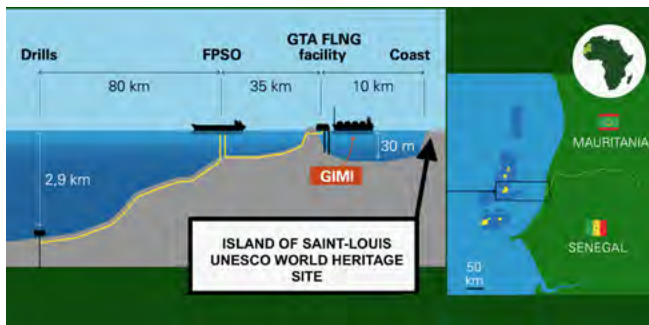 Drills
FPSO
GTA FLNG
facility
Coast
80 km
35 km
10 km
2,9 km
30 m
GIMI
ISLAND OF SAINT-LOUIS
UNESCO WORLD HERITAGE
SITE
MAURITANIA
SENEGAL
50
km